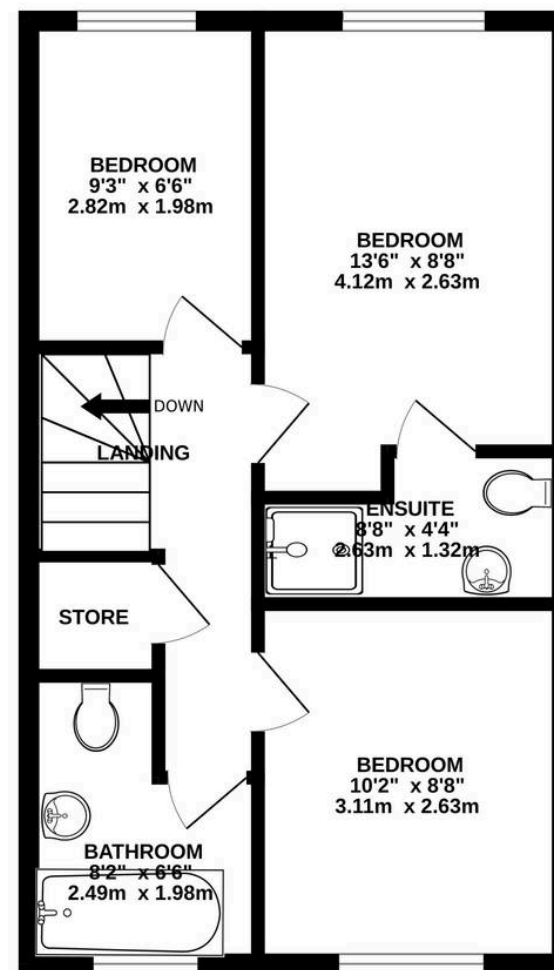 BEDROOM
9'3" x 6'6"
2.82m x 1.98m
BEDROOM
13'6" x 8'8"
4.12m x 2.63m
DOWN
LANDING
ENSUITE
8'8" x 4'4"
2.63m x 1.32m
STORE
BEDROOM
10'2" x 8'8"
3.11m x 2.63m
BATHROOM
8'2" x 6'6"
2.49m x 1.98m